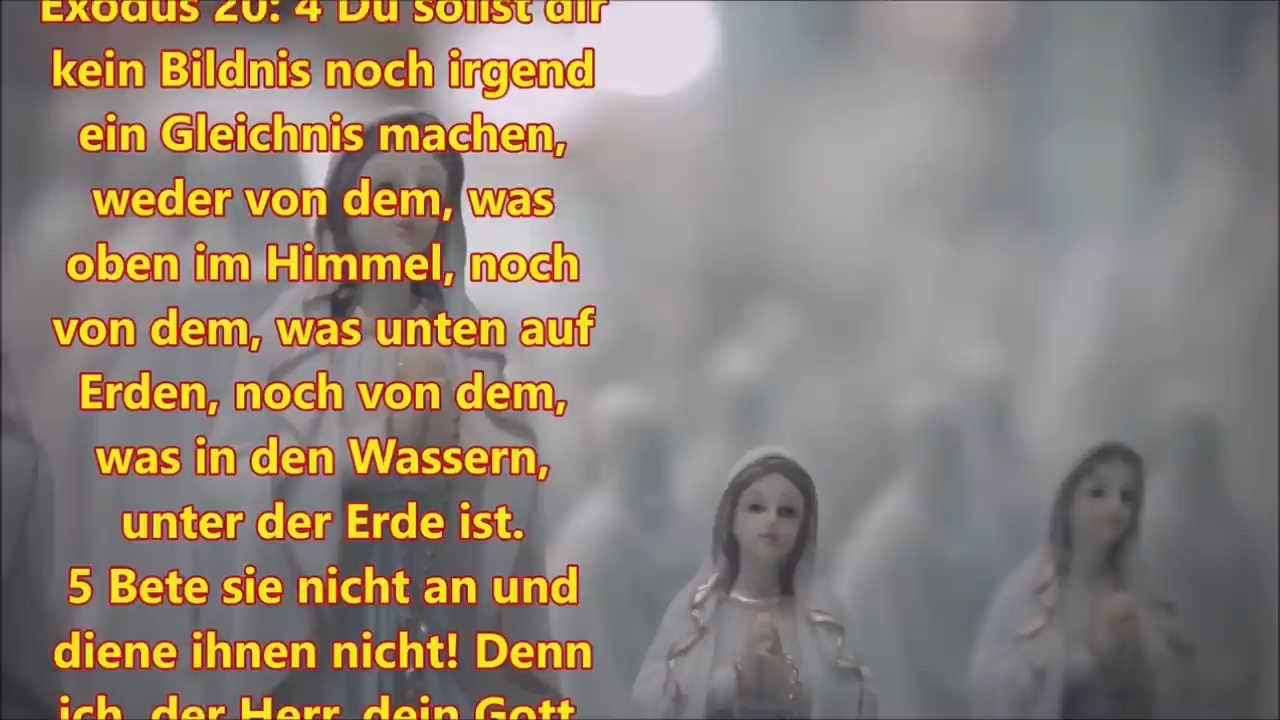 Exodus 20: 4 Du sollst dir
kein Bildnis noch irgend
ein Gleichnis machen,
weder von dem, was
oben im Himmel, noch
von dem, was unten auf
Erden, noch von dem,
was in den Wassern,
unter der Erde ist.
5 Bete sie nicht an und
diene ihnen nicht! Denn
ich, der Herr, dein Gott,